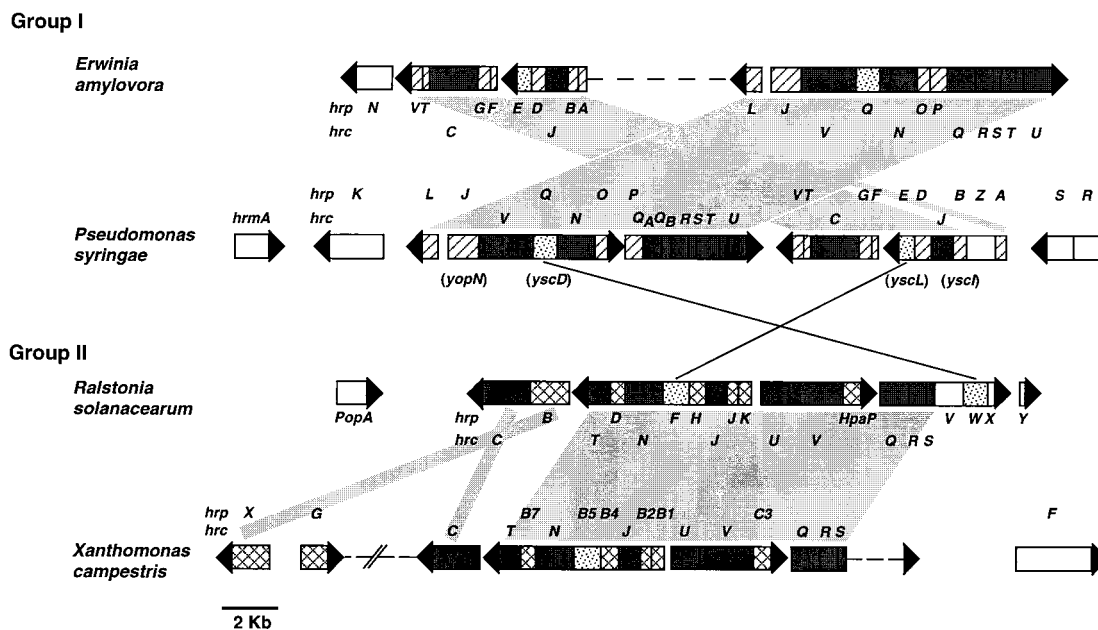 Group I
Erwinia
amylovora
hrp N VT GF E D B A L J Q O P
hrc C J V N Q R S T U
hrp K L J Q O P VT GF E D B Z A S R
hrmA hrc V N QA QB R S T U C J
Pseudomonas
syringae
(yopN) (yscD) (yscL) (yscI)
Group II
Ralstonia
solanacearum
PopA hrp B D F H J K HpaP V W X Y
hrc C T N J U V Q R S
hrp X G B7 B5 B4 B2 B1 C3 F
hrc C T N J U V Q R S
Xanthomonas
campestris
2 Kb